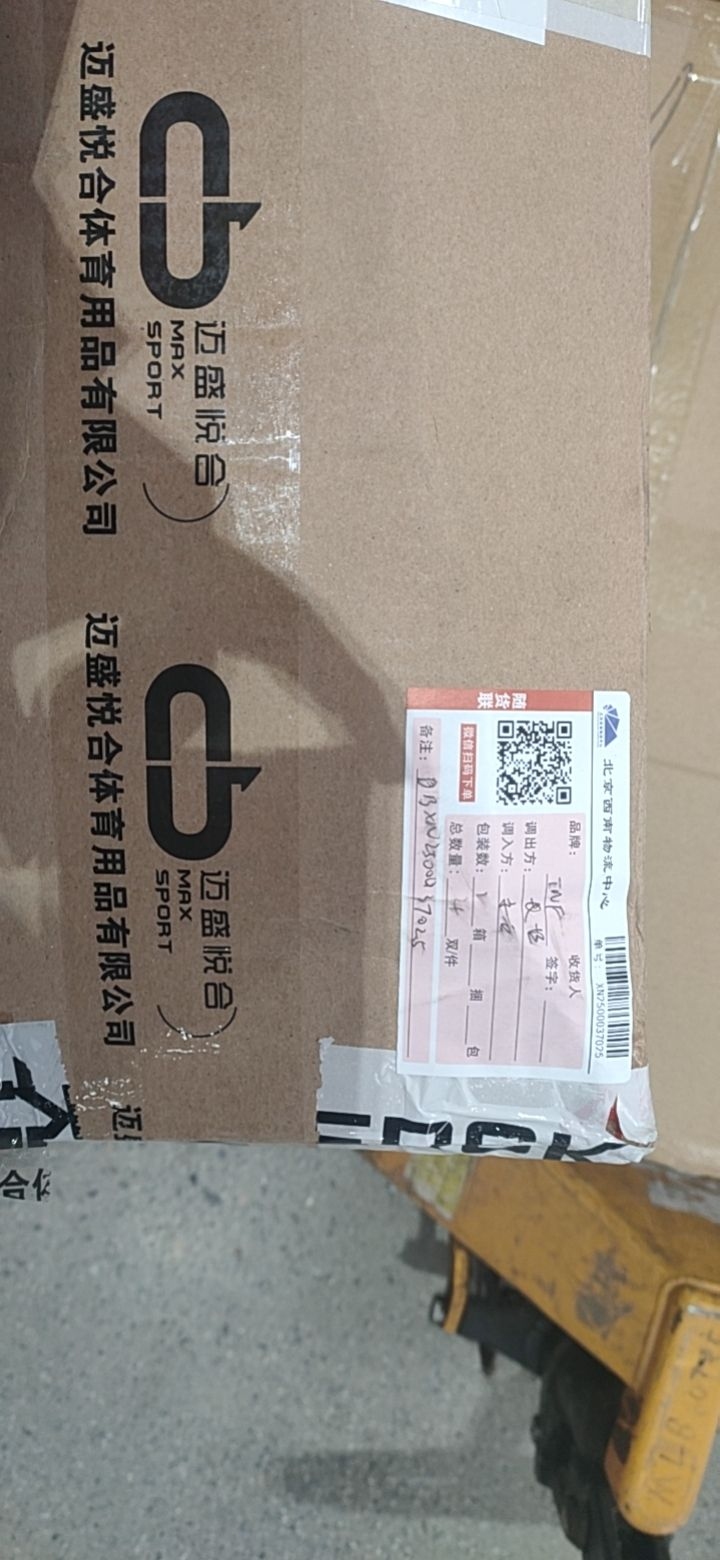 迈盛悦合
MAX
SPORT
迈盛悦合体育用品有限公司
迈盛悦合
MAX
SPORT
迈盛悦合体育用品有限公司
迈
北京西南物流中心
单号:
XN2500037025
随货联
微信扫码下单
品牌:
收货人
签字:
调出方:
调入方:
包装数: 箱 捆 包
总数量: 双/件
备注: